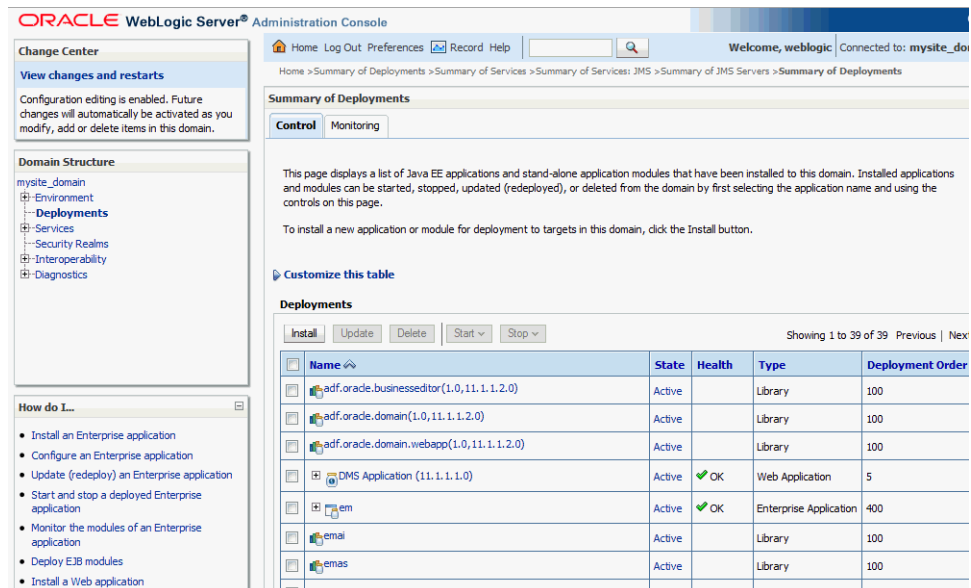 ORACLE WebLogic Server® Administration Console
Change Center
View changes and restarts
Configuration editing is enabled. Future
changes will automatically be activated as you
modify, add or delete items in this domain.
Domain Structure
mysite_domain
Environment
Deployments
Services
Security Realms
Interoperability
Diagnostics
How do I...
Install an Enterprise application
Configure an Enterprise application
Update (redeploy) an Enterprise application
Start and stop a deployed Enterprise
application
Monitor the modules of an Enterprise
application
Deploy EJB modules
Install a Web application
Home Log Out Preferences Record Help
Welcome, weblogic Connected to: mysite_do
Home >Summary of Deployments >Summary of Services >Summary of Services: JMS >Summary of JMS Servers >Summary of Deployments
Summary of Deployments
Control Monitoring
This page displays a list of Java EE applications and stand-alone application modules that have been installed to this domain. Installed applications
and modules can be started, stopped, updated (redeployed), or deleted from the domain by first selecting the application name and using the
controls on this page.
To install a new application or module for deployment to targets in this domain, click the Install button.
Customize this table
Deployments
Install Update Delete Start Stop
Showing 1 to 39 of 39 Previous | Next
Name State Health Type Deployment Order
adf.oracle.businesseditor(1.0,11.1.1.2.0) Active Library 100
adf.oracle.domain(1.0,11.1.1.2.0) Active Library 100
adf.oracle.domain.webapp(1.0,11.1.1.2.0) Active Library 100
DMS Application (11.1.1.1.0) Active OK Web Application 5
em Active OK Enterprise Application 400
emai Active Library 100
emas Active Library 100